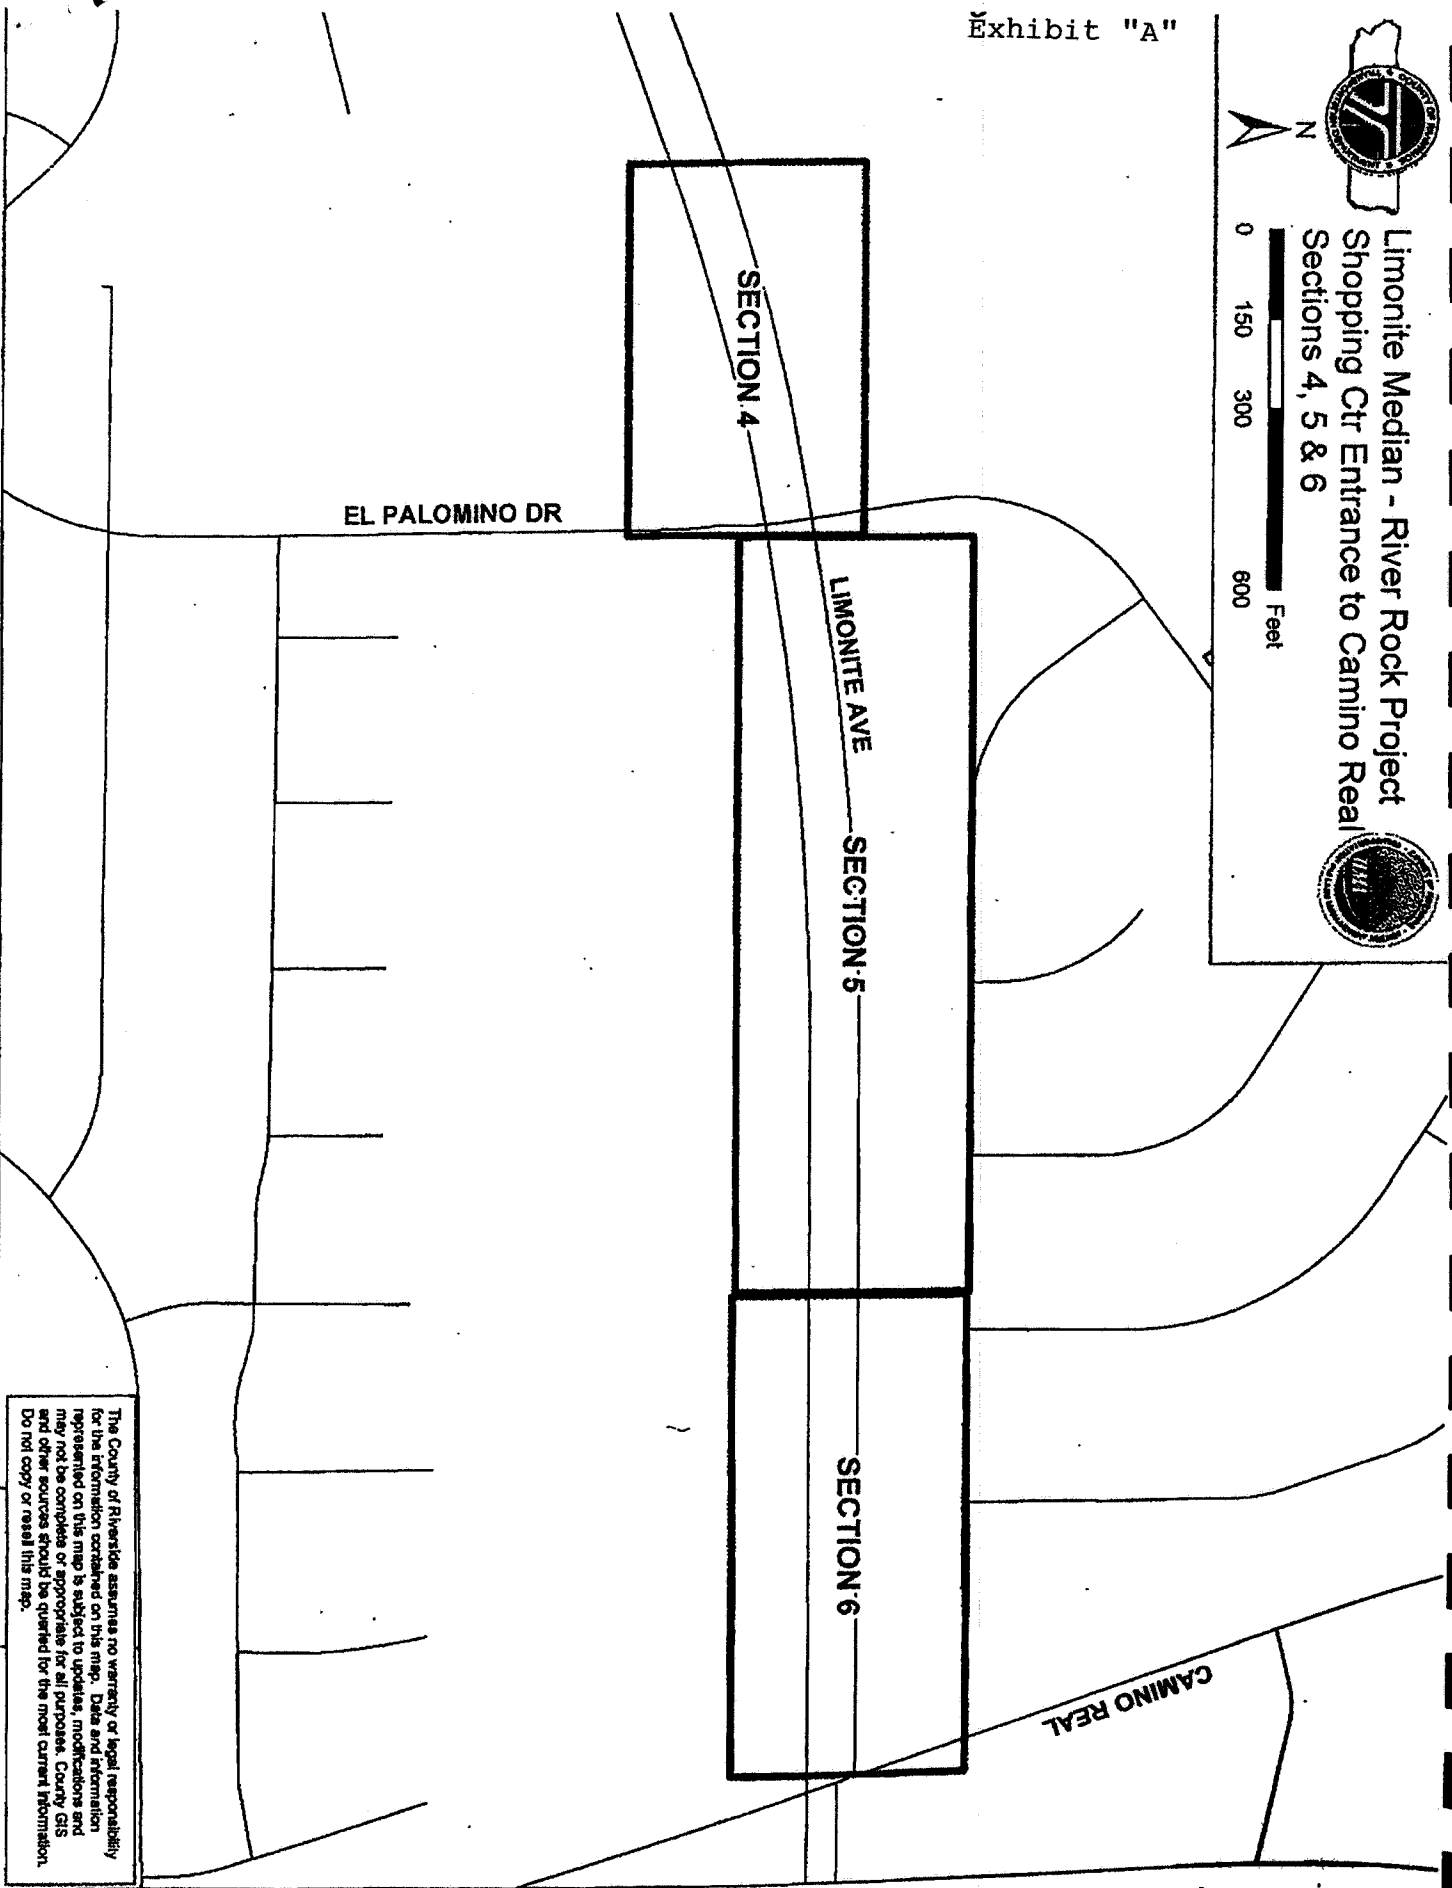 Exhibit "A"
Limonite Median - River Rock Project
Shopping Ctr Entrance to Camino Real
Sections 4, 5 & 6
N
0 150 300 600
Feet
SECTION 4
EL PALOMINO DR
LIMONITE AVE
SECTION 5
SECTION 6
CAMINO REAL
The County of Riverside assumes no warranty or legal responsibility
for the information contained on this map. Data and information
represented on this map is subject to updates, modifications and
may not be complete or appropriate for all purposes. County GIS
and other sources should be queried for the most current information.
Do not copy or resell this map.